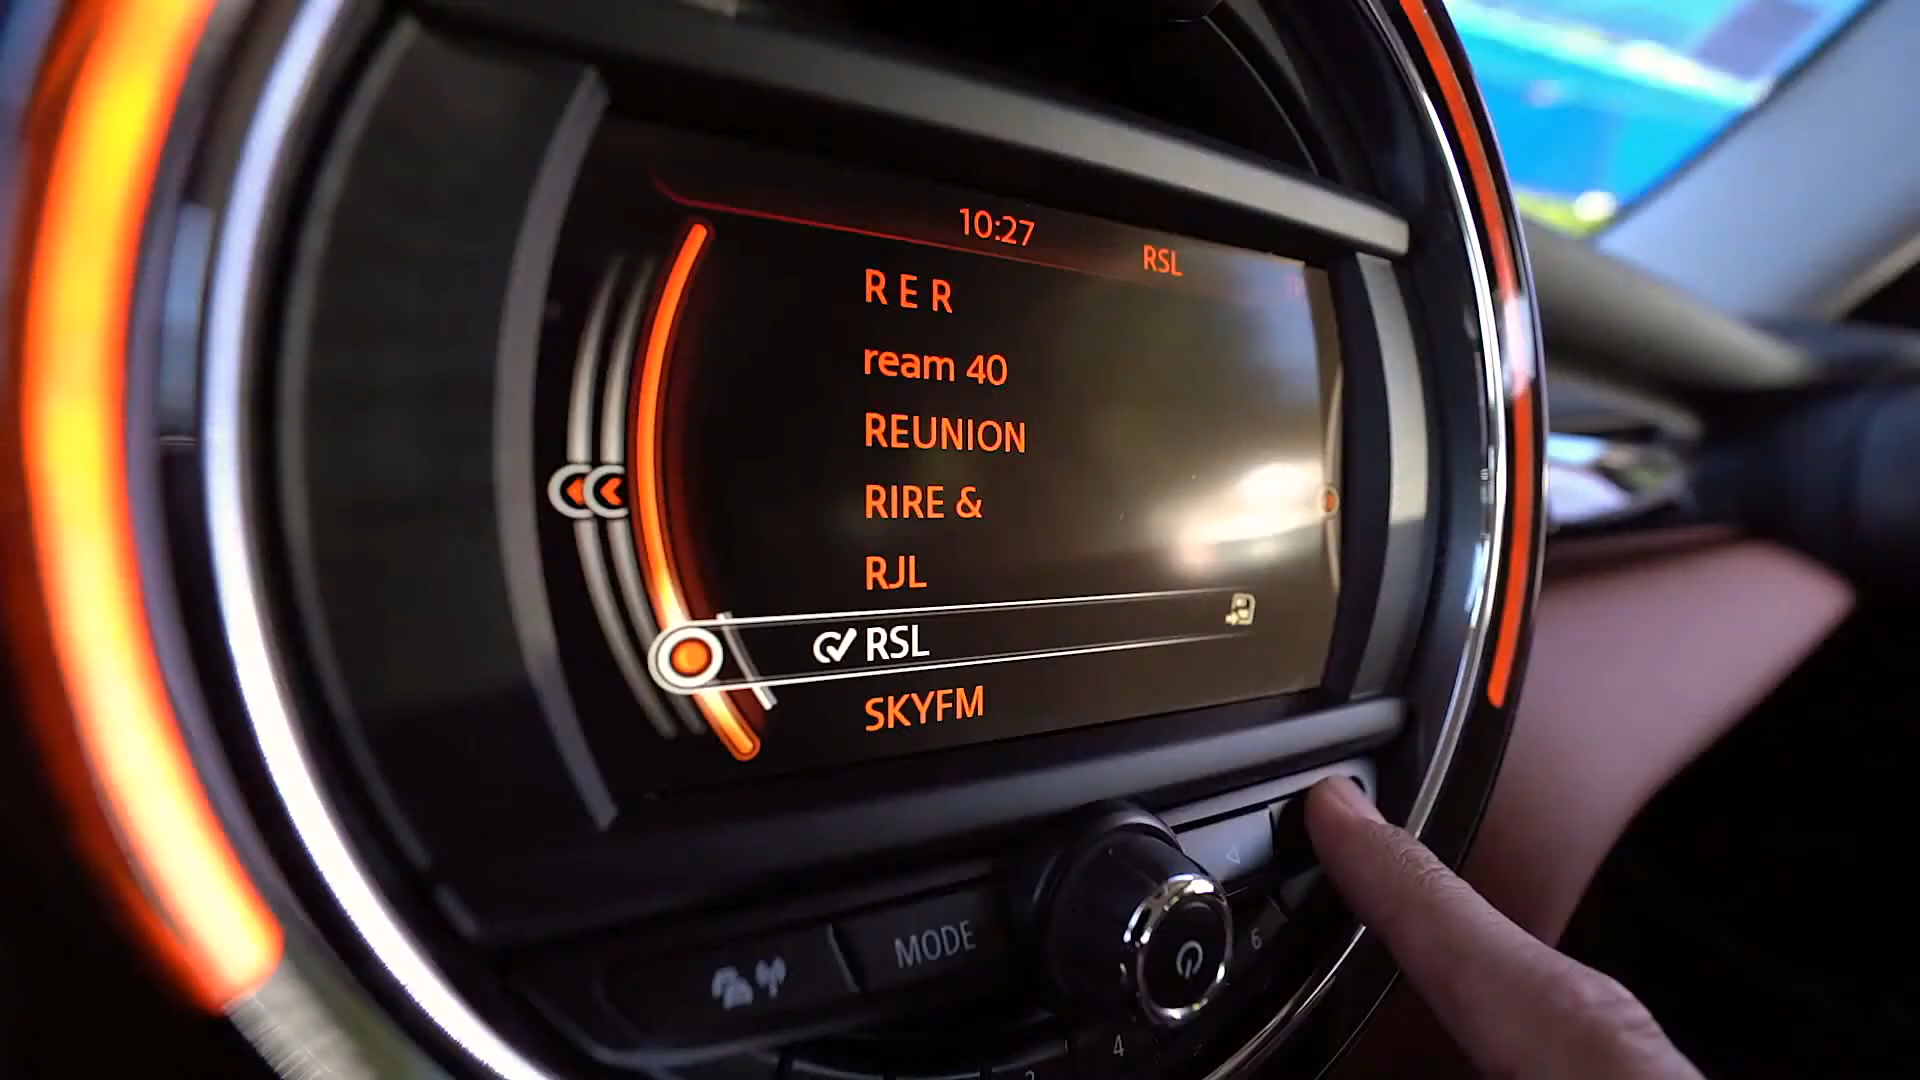 10:27
RSL
R E R
ream 40
REUNION
RIRE &
RJL
RSL
SKYFM
MODE
6
4